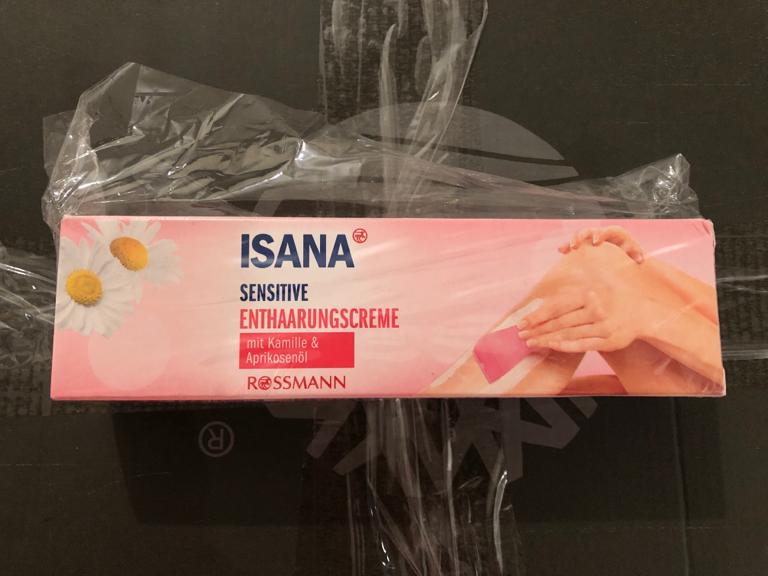 ISANA
SENSITIVE
ENTHAARUNGSCREME
mit Kamille &
Aprikosenöl
ROSSMANN
®